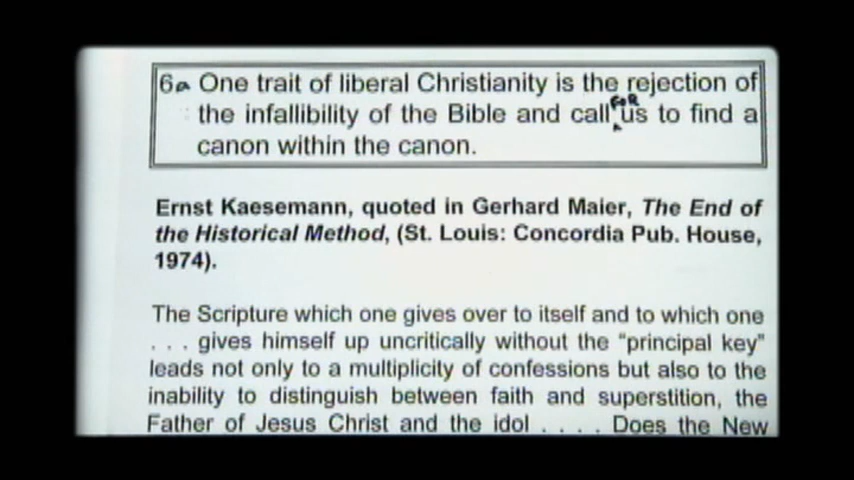 6a One trait of liberal Christianity is the rejection of
the infallibility of the Bible and call FOR us to find a
canon within the canon.
Ernst Kaesemann, quoted in Gerhard Maier, The End of
the Historical Method, (St. Louis: Concordia Pub. House,
1974).
The Scripture which one gives over to itself and to which one
. . . gives himself up uncritically without the “principal key”
leads not only to a multiplicity of confessions but also to the
inability to distinguish between faith and superstition, the
Father of Jesus Christ and the idol . . . . Does the New